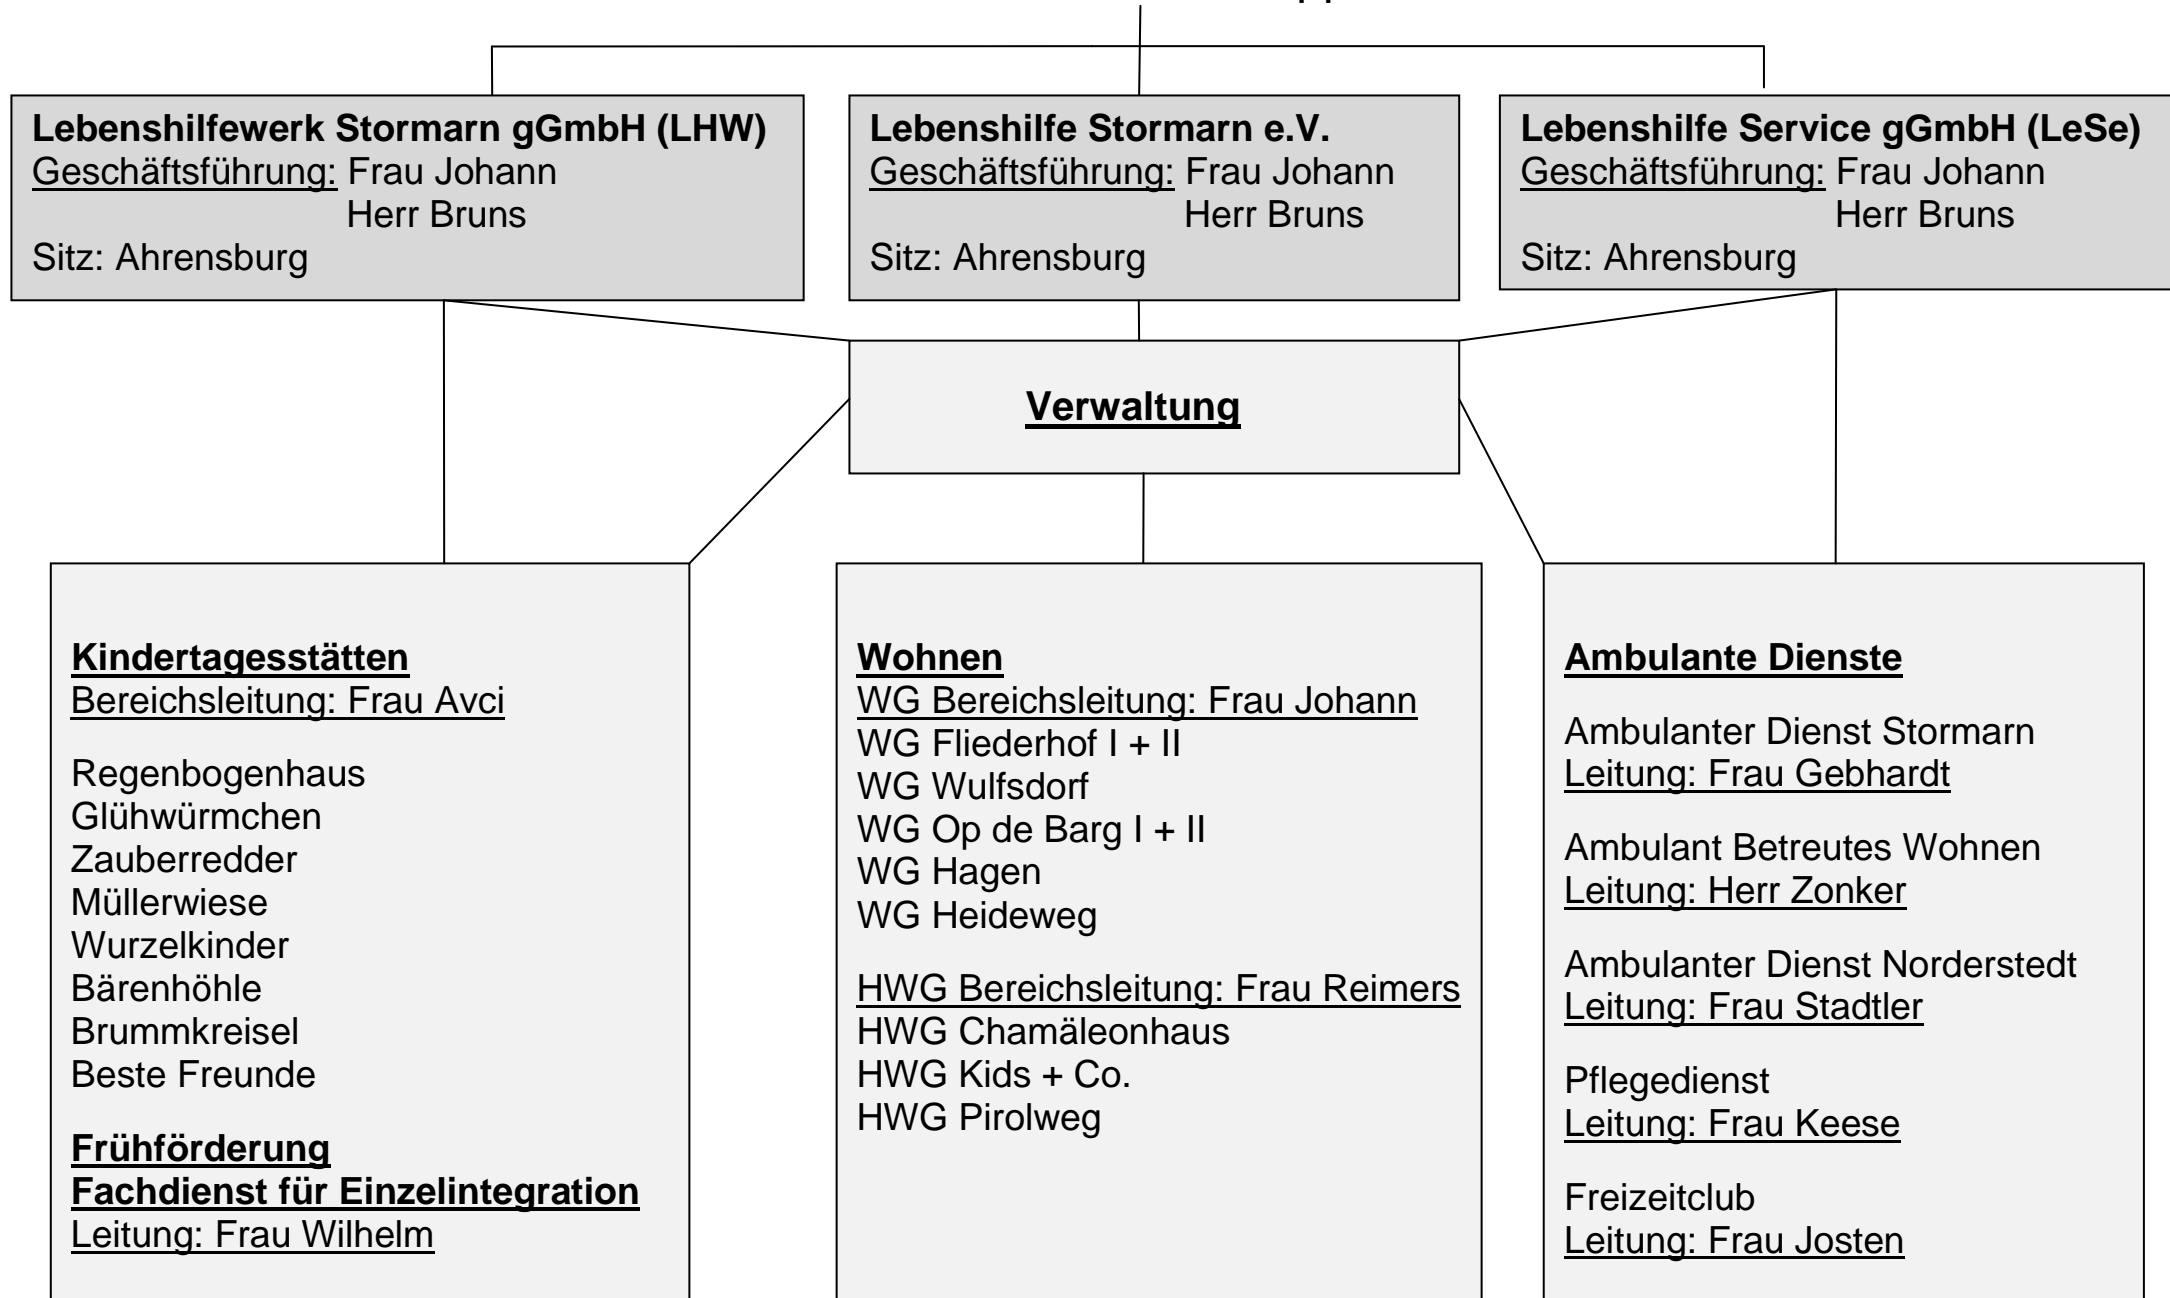 Lebenshilfewerk Stormarn gGmbH (LHW)
Geschäftsführung: Frau Johann
Herr Bruns
Sitz: Ahrensburg
Lebenshilfe Stormarn e.V.
Geschäftsführung: Frau Johann
Herr Bruns
Sitz: Ahrensburg
Lebenshilfe Service gGmbH (LeSe)
Geschäftsführung: Frau Johann
Herr Bruns
Sitz: Ahrensburg
Verwaltung
Kindertagesstätten
Bereichsleitung: Frau Avci
Regenbogenhaus
Glühwürmchen
Zauberredder
Müllerwiese
Wurzelkinder
Bärenhöhle
Brummkreisel
Beste Freunde
Frühförderung
Fachdienst für Einzelintegration
Leitung: Frau Wilhelm
Wohnen
WG Bereichsleitung: Frau Johann
WG Fliederhof I + II
WG Wulfsdorf
WG Op de Barg I + II
WG Hagen
WG Heideweg
HWG Bereichsleitung: Frau Reimers
HWG Chamäleonhaus
HWG Kids + Co.
HWG Pirolweg
Ambulante Dienste
Ambulanter Dienst Stormarn
Leitung: Frau Gebhardt
Ambulant Betreutes Wohnen
Leitung: Herr Zonker
Ambulanter Dienst Norderstedt
Leitung: Frau Stadtler
Pflegedienst
Leitung: Frau Keese
Freizeitclub
Leitung: Frau Josten